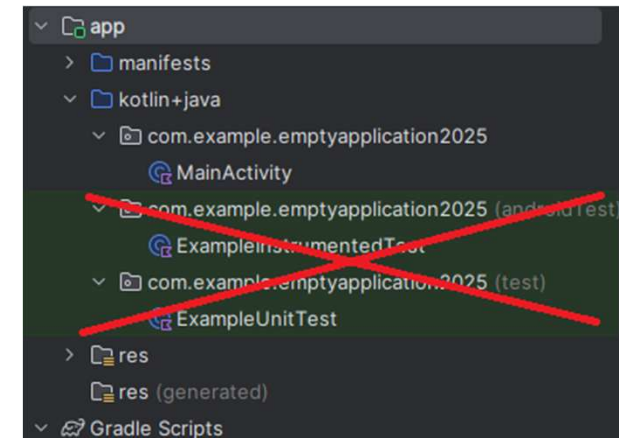 app
manifests
kotlin+java
com.example.emptyapplication2025
MainActivity
com.example.emptyapplication2025 (androidTest)
ExampleInstrumentedTest
com.example.emptyapplication2025 (test)
ExampleUnitTest
res
res (generated)
Gradle Scripts